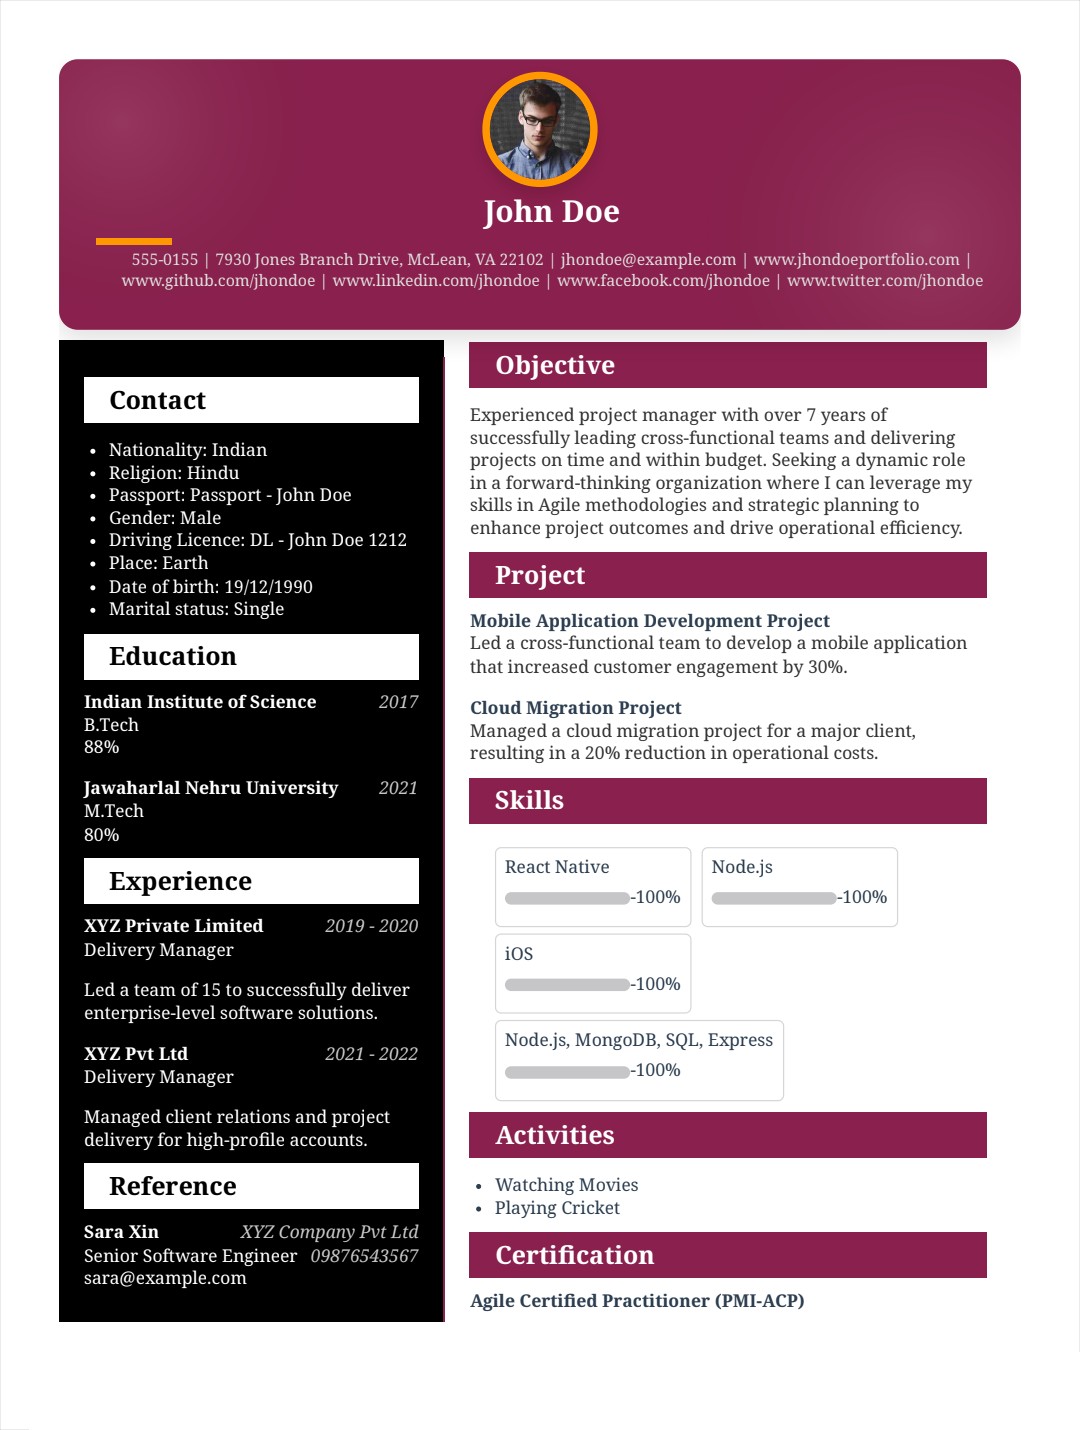 John Doe
555-0155 | 7930 Jones Branch Drive, McLean, VA 22102 | jhondoe@example.com | www.jhondoeportfolio.com |
www.github.com/jhondoe | www.linkedin.com/jhondoe | www.facebook.com/jhondoe | www.twitter.com/jhondoe
Contact
• Nationality: Indian
• Religion: Hindu
• Passport: Passport - John Doe
• Gender: Male
• Driving Licence: DL - John Doe 1212
• Place: Earth
• Date of birth: 19/12/1990
• Marital status: Single
Education
Indian Institute of Science 2017
B.Tech
88%
Jawaharlal Nehru University 2021
M.Tech
80%
Experience
XYZ Private Limited 2019 - 2020
Delivery Manager
Led a team of 15 to successfully deliver
enterprise-level software solutions.
XYZ Pvt Ltd 2021 - 2022
Delivery Manager
Managed client relations and project
delivery for high-profile accounts.
Reference
Sara Xin XYZ Company Pvt Ltd
Senior Software Engineer 09876543567
sara@example.com
Objective
Experienced project manager with over 7 years of
successfully leading cross-functional teams and delivering
projects on time and within budget. Seeking a dynamic role
in a forward-thinking organization where I can leverage my
skills in Agile methodologies and strategic planning to
enhance project outcomes and drive operational efficiency.
Project
Mobile Application Development Project
Led a cross-functional team to develop a mobile application
that increased customer engagement by 30%.
Cloud Migration Project
Managed a cloud migration project for a major client,
resulting in a 20% reduction in operational costs.
Skills
React Native
-100%
Node.js
-100%
iOS
-100%
Node.js, MongoDB, SQL, Express
-100%
Activities
• Watching Movies
• Playing Cricket
Certification
Agile Certified Practitioner (PMI-ACP)